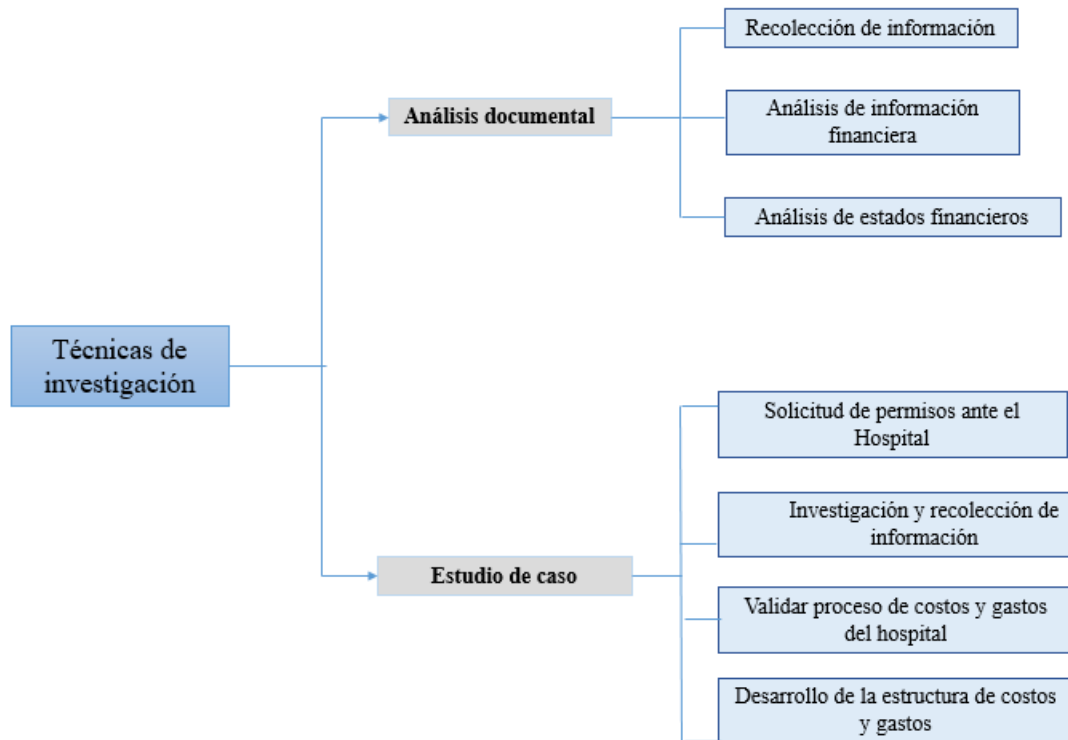 Recolección de información
Análisis documental
Análisis de información
financiera
Análisis de estados financieros
Técnicas de
investigación
Solicitud de permisos ante el
Hospital
Investigación y recolección de
información
Estudio de caso
Validar proceso de costos y gastos
del hospital
Desarrollo de la estructura de costos
y gastos